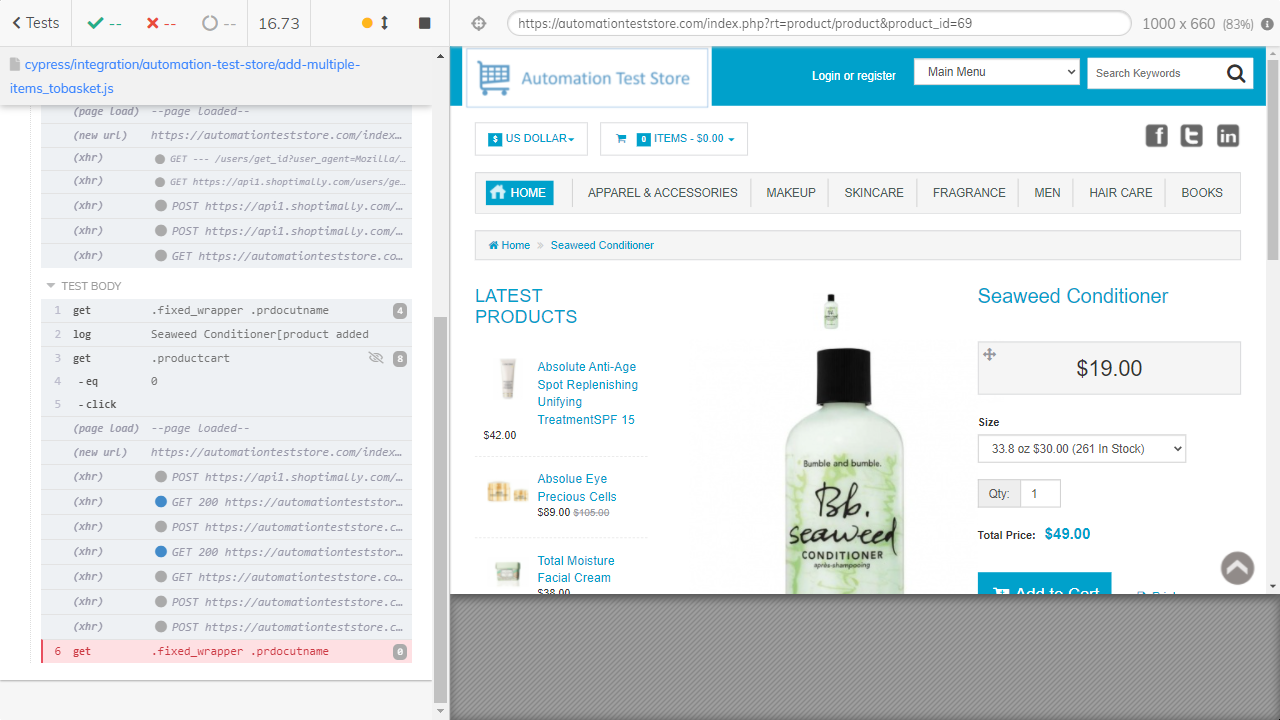 Tests
--
--
--
16.73
cypress/integration/automation-test-store/add-multiple-
items_tobasket.js
(page load) --page loaded--
(new url) https://automationteststore.com/index…
(xhr) GET --- /users/get_id?user_agent=Mozilla/…
(xhr) GET https://api1.shoptimally.com/users/ge…
(xhr) POST https://api1.shoptimally.com/…
(xhr) POST https://api1.shoptimally.com/…
(xhr) GET https://automationteststore.co…
TEST BODY
1 get .fixed_wrapper .prdocutname 4
2 log Seaweed Conditioner[product added
3 get .productcart 8
4 -eq 0
5 -click
(page load) --page loaded--
(new url) https://automationteststore.com/index…
(xhr) POST https://api1.shoptimally.com/…
(xhr) GET 200 https://automationteststor…
(xhr) POST https://automationteststore.c…
(xhr) GET 200 https://automationteststor…
(xhr) GET https://automationteststore.co…
(xhr) POST https://automationteststore.c…
(xhr) POST https://automationteststore.c…
6 get .fixed_wrapper .prdocutname 0
https://automationteststore.com/index.php?rt=product/product&product_id=69
1000 x 660 (83%)
Automation Test Store
Login or register
Main Menu
Search Keywords
$ US DOLLAR
0 ITEMS - $0.00
HOME
APPAREL & ACCESSORIES
MAKEUP
SKINCARE
FRAGRANCE
MEN
HAIR CARE
BOOKS
Home » Seaweed Conditioner
LATEST
PRODUCTS
Absolute Anti-Age
Spot Replenishing
Unifying
TreatmentSPF 15
$42.00
Absolue Eye
Precious Cells
$89.00 $105.00
Total Moisture
Facial Cream
$38.00
Bumble and bumble.
Bb.
seaweed
CONDITIONER
après-shampooing
Seaweed Conditioner
$19.00
Size
33.8 oz $30.00 (261 In Stock)
Qty: 1
Total Price: $49.00
Add to Cart
Print